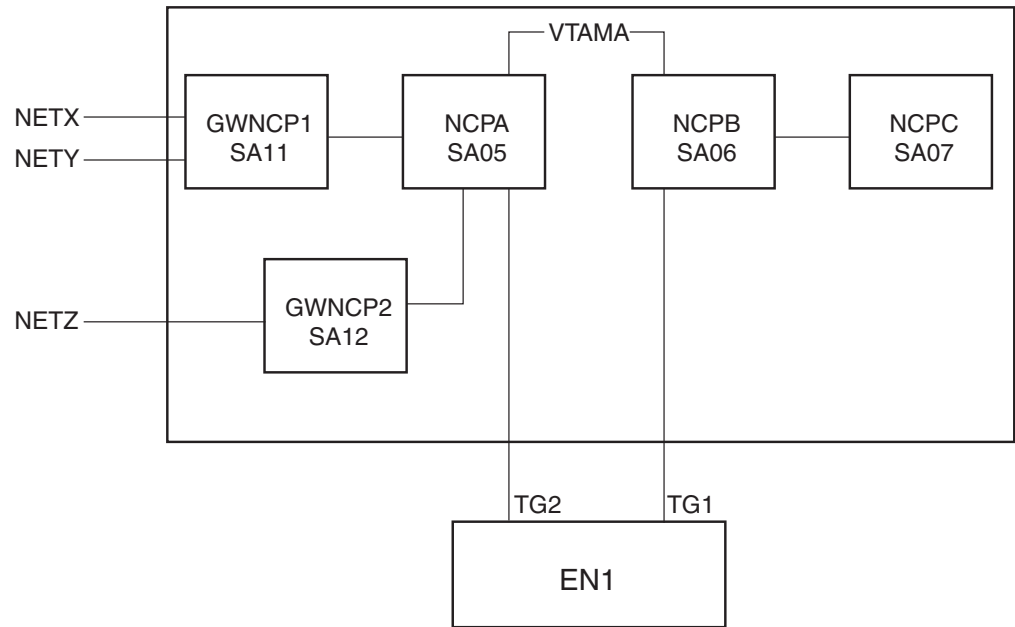 VTAMA
NETX
NETY
GWNCP1
SA11
NCPA
SA05
NCPB
SA06
NCPC
SA07
NETZ
GWNCP2
SA12
TG2
TG1
EN1